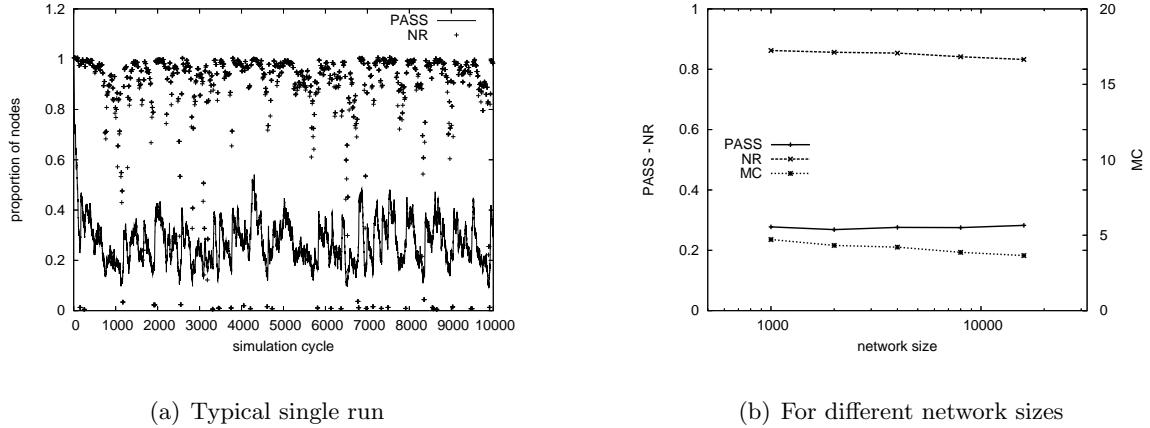 1.2
1
0.8
0.6
0.4
0.2
0
proportion of nodes
PASS
NR
0 1000 2000 3000 4000 5000 6000 7000 8000 9000 10000
simulation cycle
(a) Typical single run
1
0.8
0.6
0.4
0.2
0
PASS - NR
PASS
NR
MC
20
15
10
5
0
MC
1000 10000
network size
(b) For different network sizes